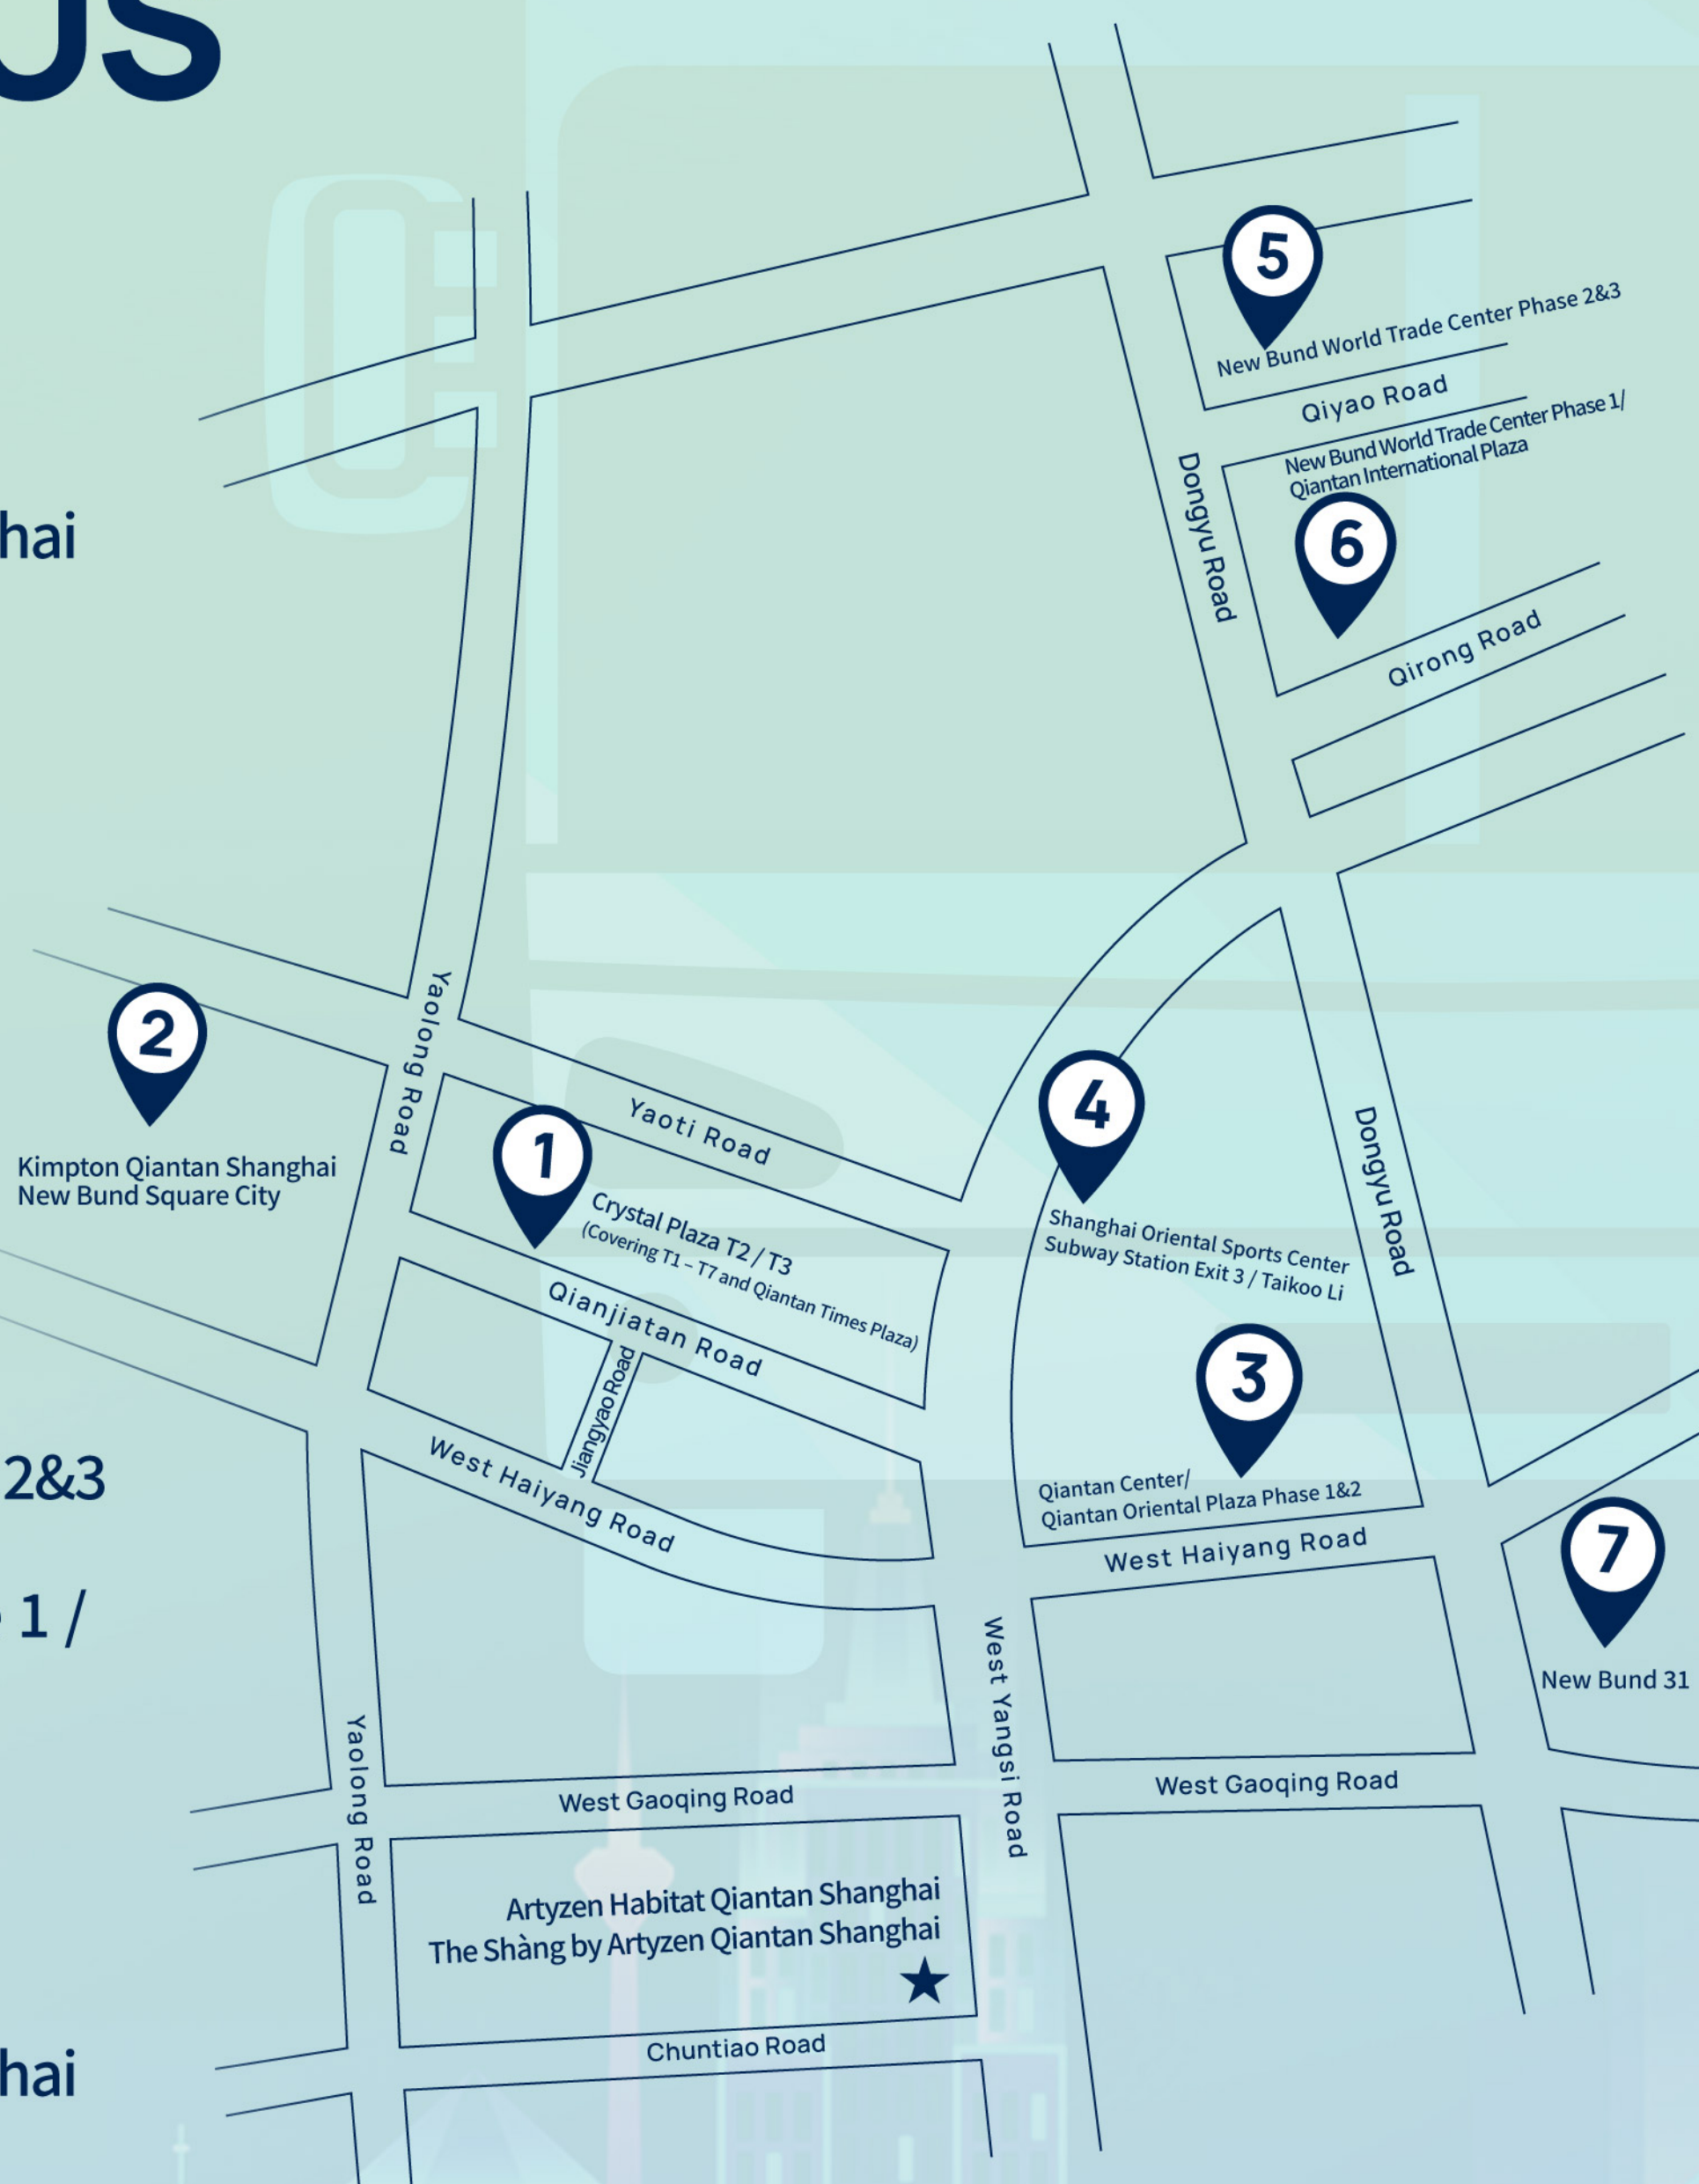 US
hai
2&3
1 /
hai
5
New Bund World Trade Center Phase 2&3
Qiyao Road
New Bund World Trade Center Phase 1/
Qiantan International Plaza
6
Dongyu Road
Qirong Road
2
Kimpton Qiantan Shanghai
New Bund Square City
Yaolong Road
Yaoti Road
1
Crystal Plaza T2 / T3
(Covering T1 – T7 and Qiantan Times Plaza)
Qianjiatan Road
Jiangyao Road
West Haiyang Road
4
Shanghai Oriental Sports Center
Subway Station Exit 3 / Taikoo Li
Dongyu Road
3
Qiantan Center/
Qiantan Oriental Plaza Phase 1&2
West Haiyang Road
7
New Bund 31
West Yangsi Road
Yaolong Road
West Gaoqing Road
West Gaoqing Road
Artyzen Habitat Qiantan Shanghai
The Shàng by Artyzen Qiantan Shanghai
Chuntiao Road